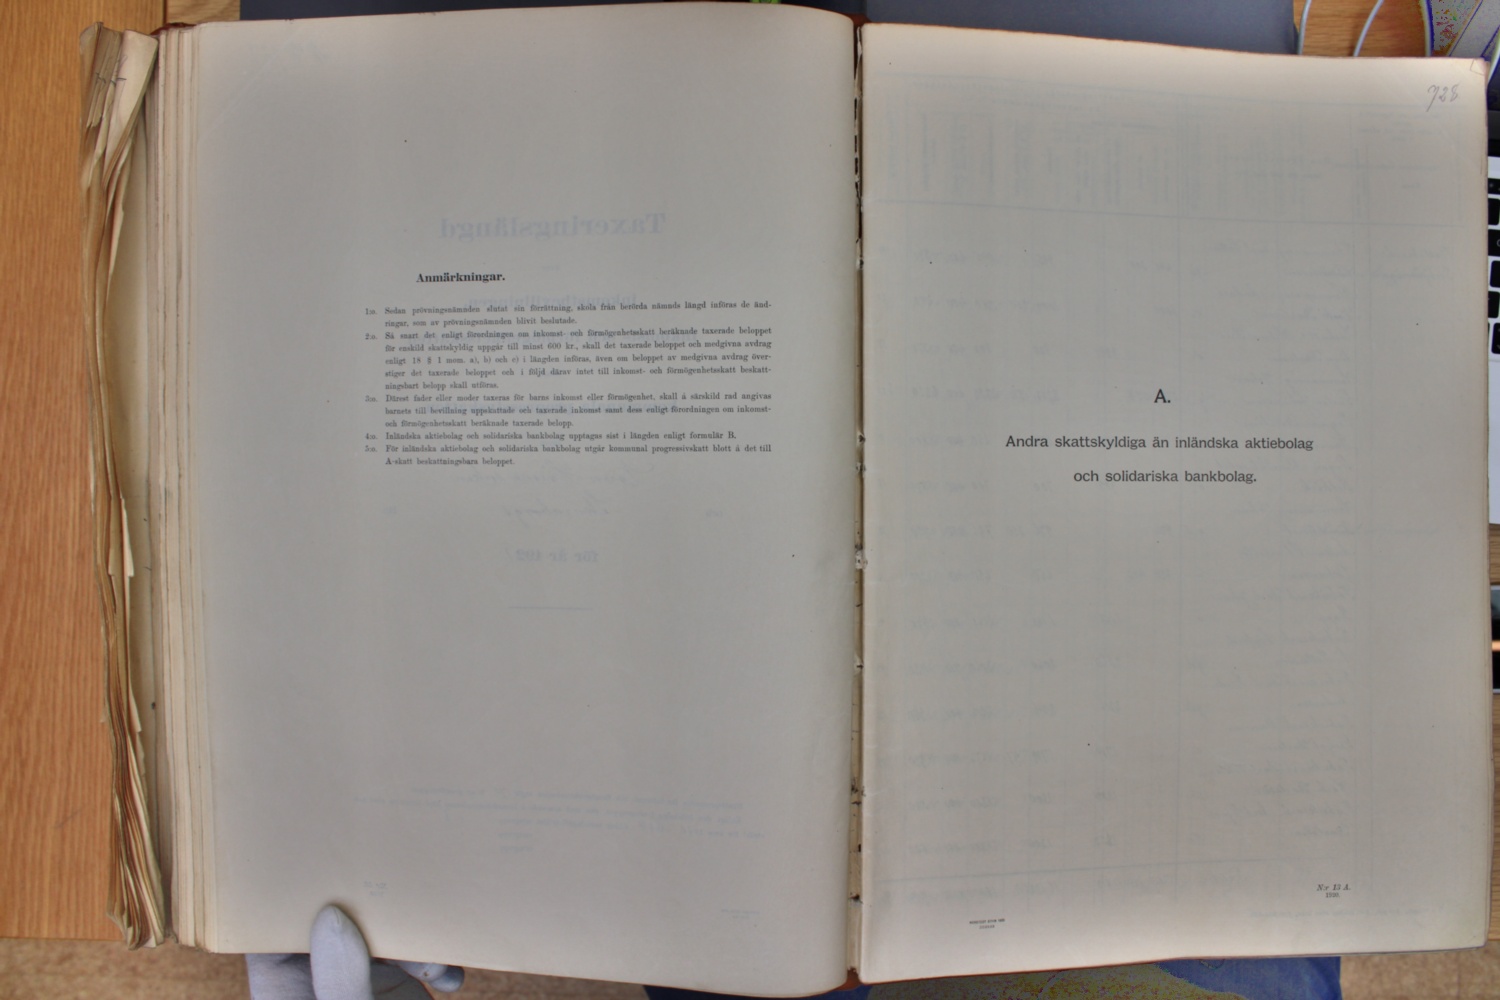 Anmärkningar.
1:o. Sedan prövningsnämnden slutat sin förrättning, skola från berörda nämnds längd införas de änd-
ringar, som av prövningsnämnden blivit beslutade.
2:o. Så snart det enligt förordningen om inkomst- och förmögenhetsskatt beräknade taxerade beloppet
för enskild skattskyldig uppgår till minst 600 kr., skall det taxerade beloppet och medgivna avdrag
enligt 18 § 1 mom. a), b) och c) i längden införas, även om beloppet av medgivna avdrag över-
stiger det taxerade beloppet och i följd därav intet till inkomst- och förmögenhetsskatt beskatt-
ningsbart belopp skall utföras.
3:o. Därest fader eller moder taxeras för barns inkomst eller förmögenhet, skall å särskild rad angivas
barnets till bevillning uppskattade och taxerade inkomst samt dess enligt förordningen om inkomst-
och förmögenhetsskatt beräknade taxerade belopp.
4:o. Inländska aktiebolag och solidariska bankbolag upptagas sist i längden enligt formulär B.
5:o. För inländska aktiebolag och solidariska bankbolag utgår kommunal progressivskatt blott å det till
A-skatt beskattningsbara beloppet.
728
A.
Andra skattskyldiga än inländska aktiebolag
och solidariska bankbolag.
N:r 13 A.
1920.